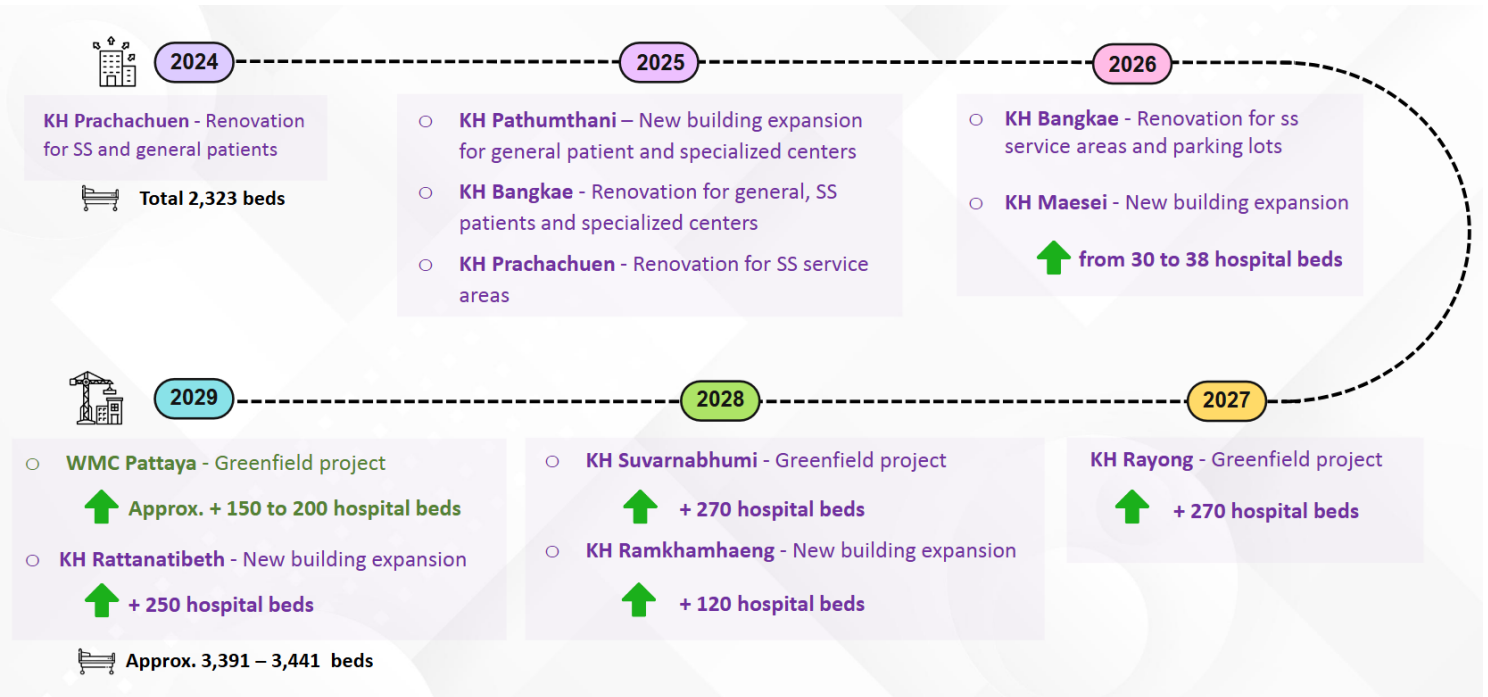 2024
2025
2026
KH Prachachuen - Renovation
for SS and general patients
Total 2,323 beds
○ KH Pathumthani – New building expansion
for general patient and specialized centers
○ KH Bangkae - Renovation for general, SS
patients and specialized centers
○ KH Prachachuen - Renovation for SS service
areas
○ KH Bangkae - Renovation for ss
service areas and parking lots
○ KH Maesei - New building expansion
from 30 to 38 hospital beds
2029
2028
2027
○ WMC Pattaya - Greenfield project
Approx. + 150 to 200 hospital beds
○ KH Rattanatibeth - New building expansion
+ 250 hospital beds
Approx. 3,391 – 3,441 beds
○ KH Suvarnabhumi - Greenfield project
+ 270 hospital beds
○ KH Ramkhamhaeng - New building expansion
+ 120 hospital beds
KH Rayong - Greenfield project
+ 270 hospital beds